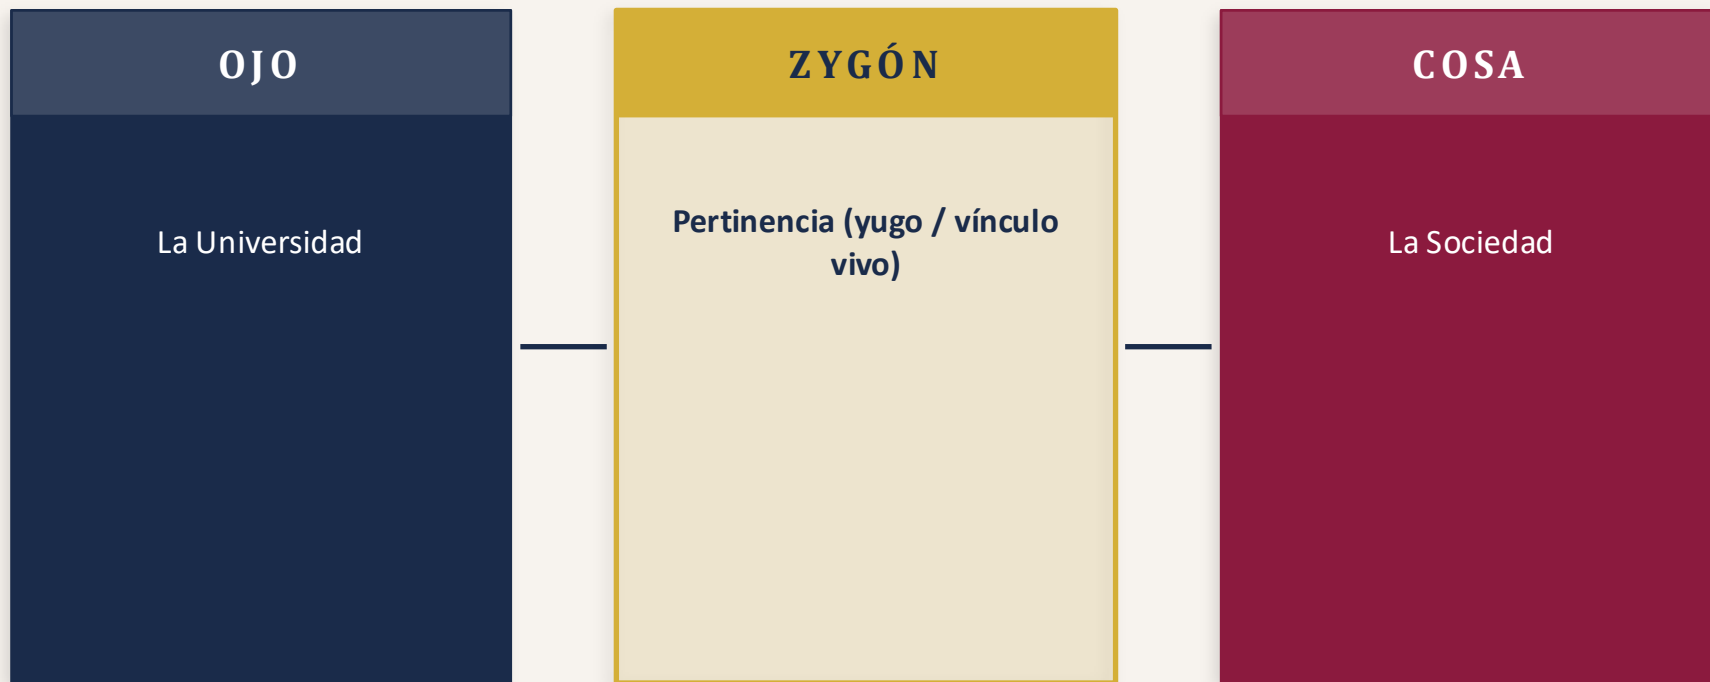 OJO
La Universidad
ZYGÓN
Pertinencia (yugo / vínculo
vivo)
COSA
La Sociedad